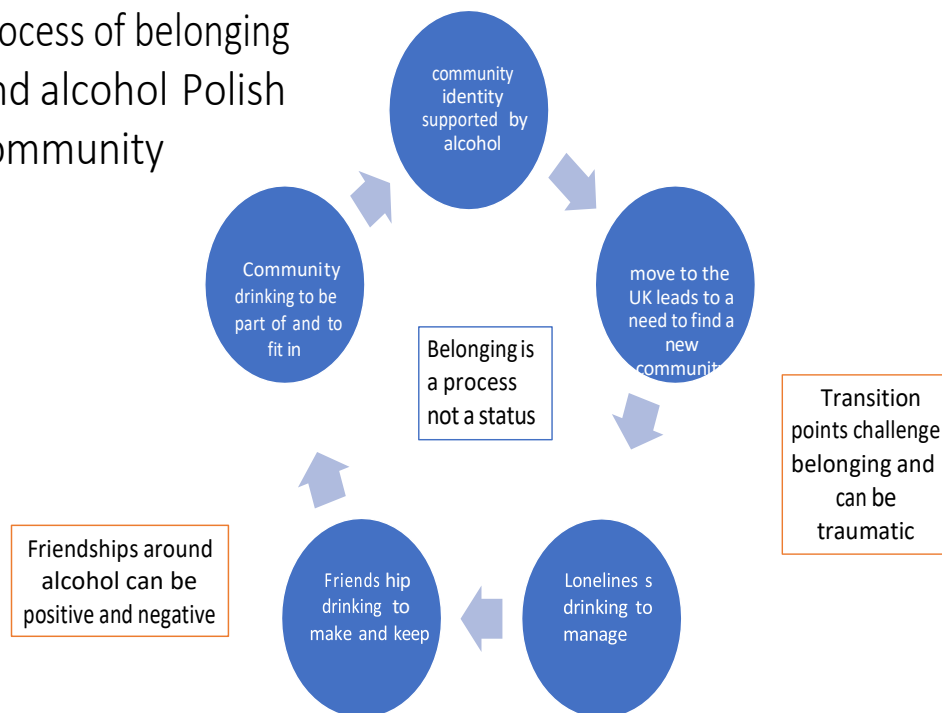 ocess of belonging
nd alcohol Polish
ommunity
community
identity
supported by
alcohol
move to the
UK leads to a
need to find a
new
communit
Community
drinking to be
part of and to
fit in
Belonging is
a process
not a status
Transition
points challenge
belonging and
can be
traumatic
Friendships around
alcohol can be
positive and negative
Friends hip
drinking to
make and keep
Lonelines s
drinking to
manage